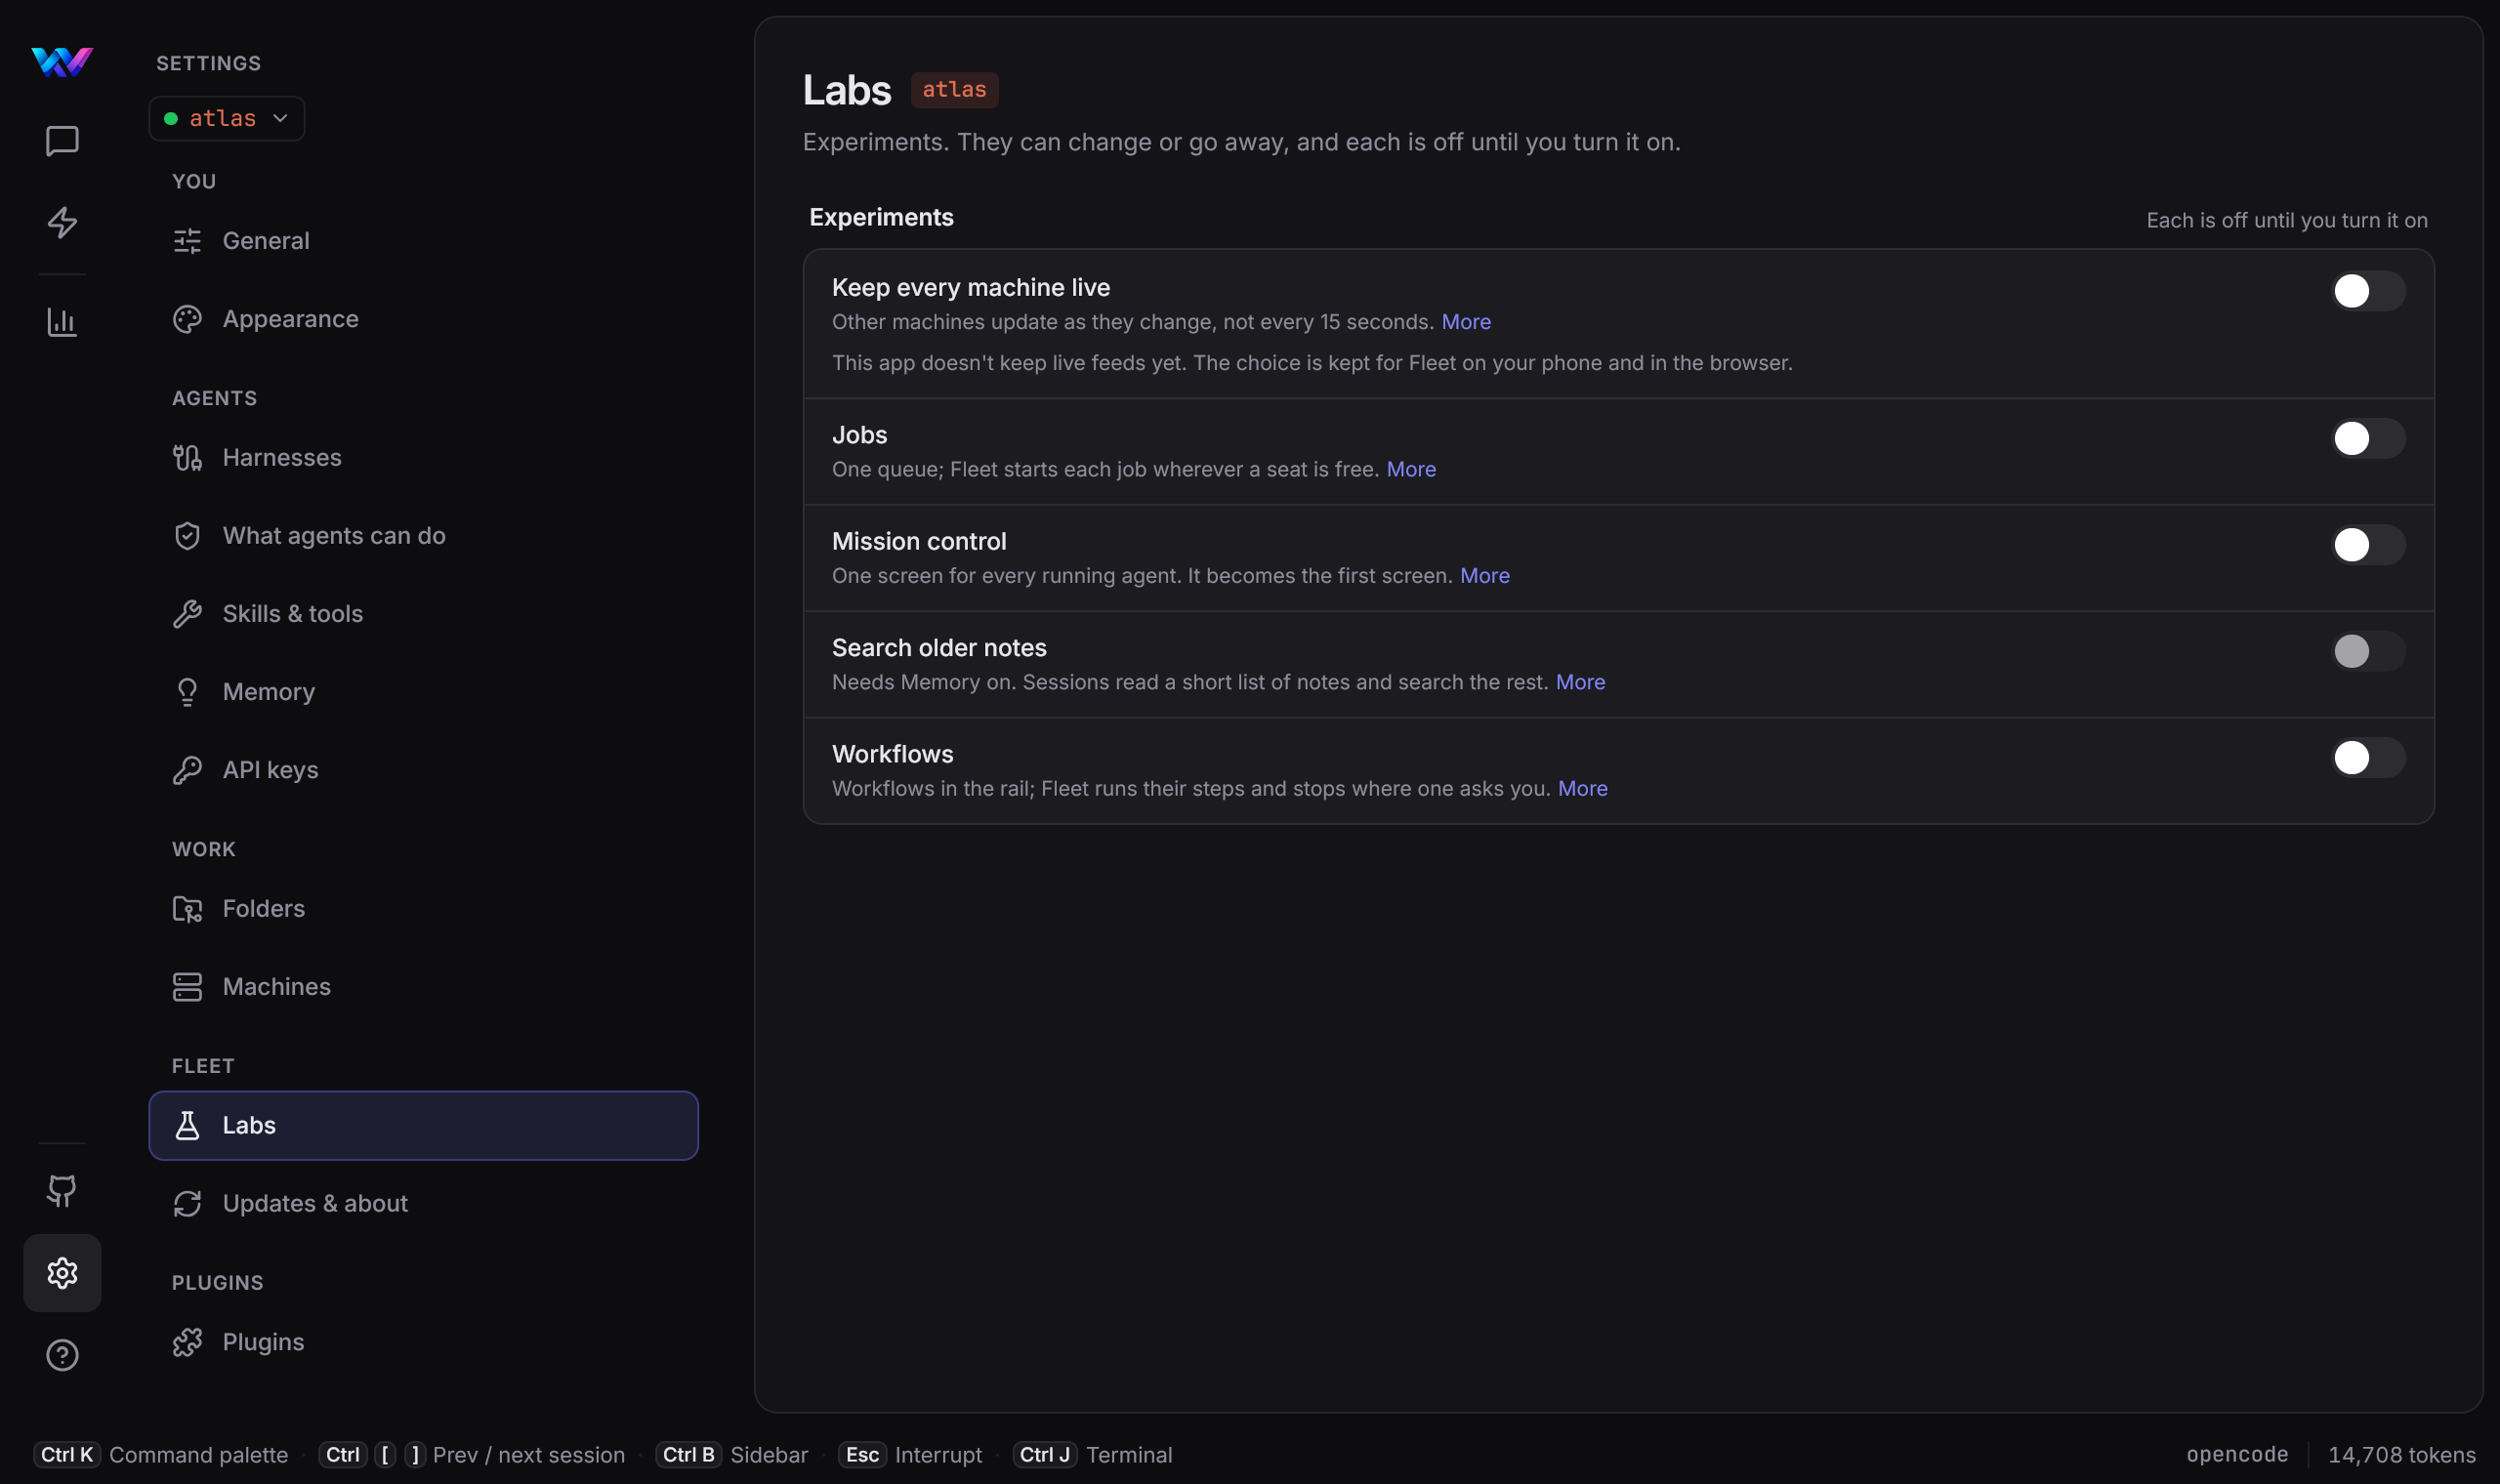 SETTINGS
atlas
YOU
General
Appearance
AGENTS
Harnesses
What agents can do
Skills & tools
Memory
API keys
WORK
Folders
Machines
FLEET
Labs
Updates & about
PLUGINS
Plugins
Labs atlas
Experiments. They can change or go away, and each is off until you turn it on.
Experiments Each is off until you turn it on
Keep every machine live
Other machines update as they change, not every 15 seconds. More
This app doesn't keep live feeds yet. The choice is kept for Fleet on your phone and in the browser.
Jobs
One queue; Fleet starts each job wherever a seat is free. More
Mission control
One screen for every running agent. It becomes the first screen. More
Search older notes
Needs Memory on. Sessions read a short list of notes and search the rest. More
Workflows
Workflows in the rail; Fleet runs their steps and stops where one asks you. More
Ctrl K Command palette · Ctrl [ ] Prev / next session · Ctrl B Sidebar · Esc Interrupt · Ctrl J Terminal opencode 14,708 tokens